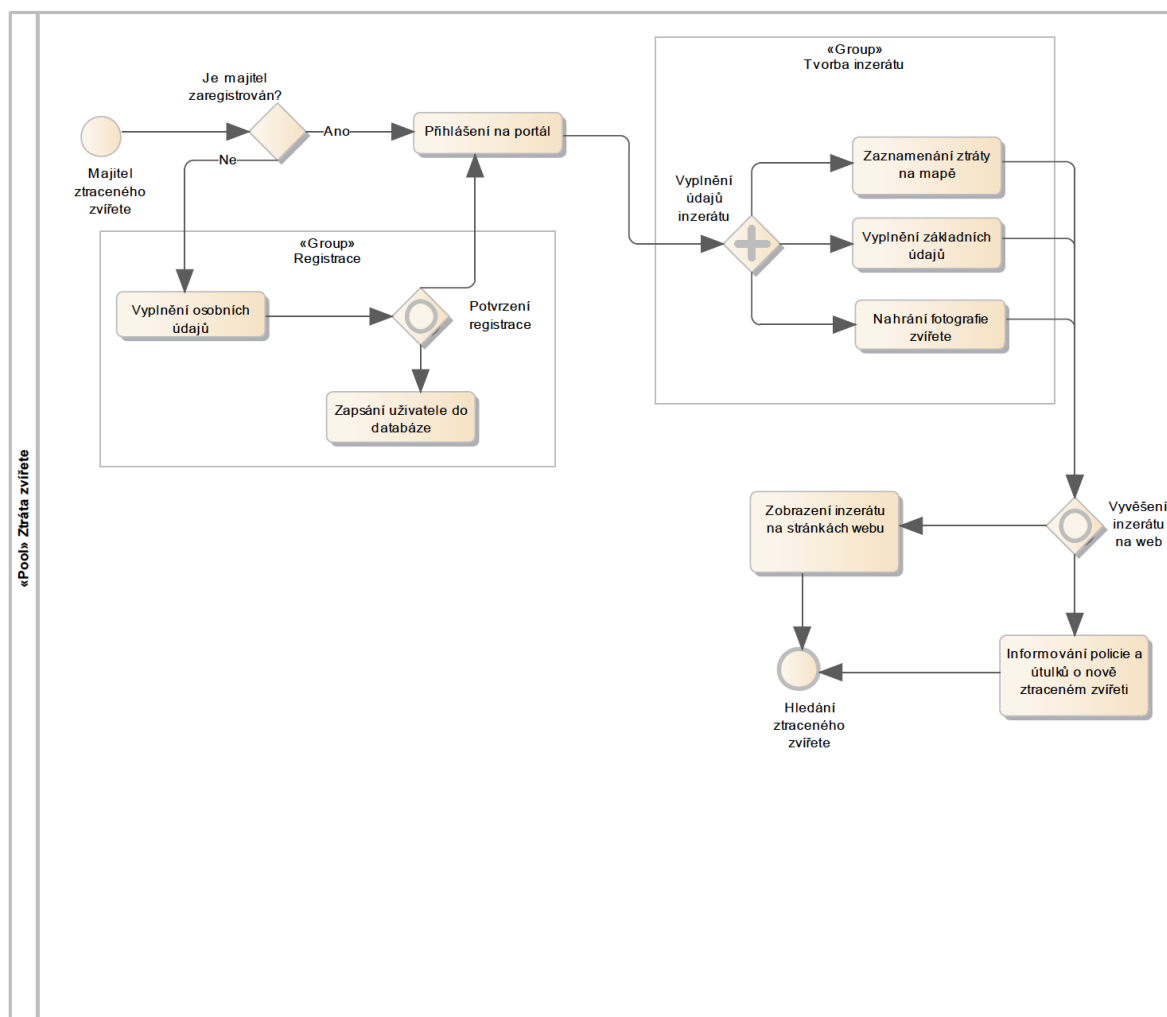 «Pool» Ztráta zvířete
Je majitel
zaregistrován?
Majitel
ztraceného
zvířete
Ano
Ne
Přihlášení na portál
«Group»
Registrace
Vyplnění osobních
údajů
Potvrzení
registrace
Zapsání uživatele do
databáze
«Group»
Tvorba inzerátu
Vyplnění
údajů
inzerátu
Zaznamenání ztráty
na mapě
Vyplnění základních
údajů
Nahrání fotografie
zvířete
Vyvěšení
inzerátu
na web
Zobrazení inzerátu
na stránkách webu
Informování policie a
útulků o nově
ztraceném zvířeti
Hledání
ztraceného
zvířete